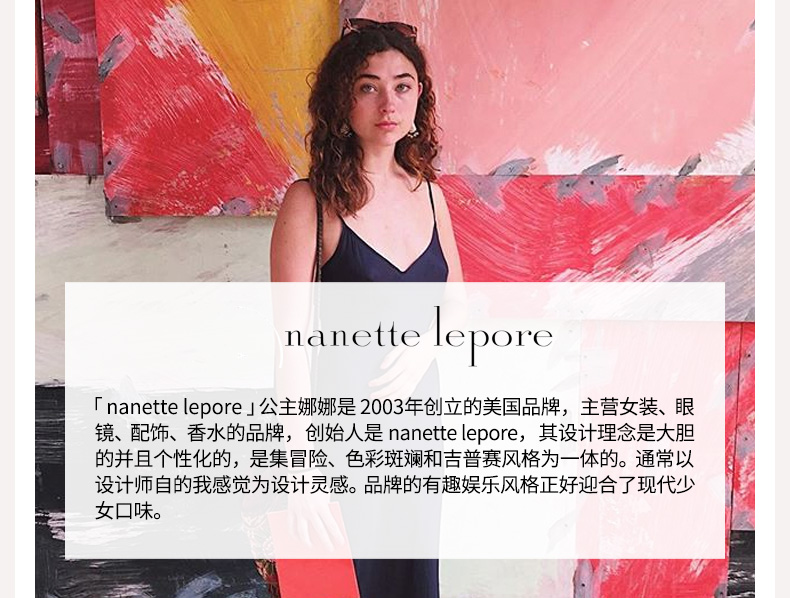 nanette lepore
「 nanette lepore 」公主娜娜是 2003年创立的美国品牌，主营女装、眼
镜、配饰、香水的品牌，创始人是 nanette lepore，其设计理念是大胆
的并且个性化的，是集冒险、色彩斑斓和吉普赛风格为一体的。通常以
设计师自的我感觉为设计灵感。品牌的有趣娱乐风格正好迎合了现代少
女口味。